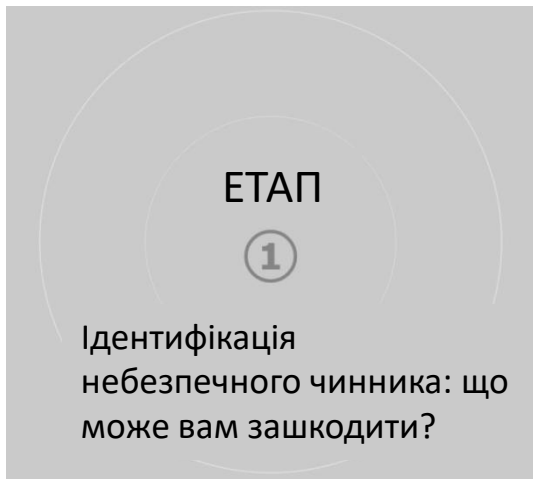 ЕТАП
1
Ідентифікація
небезпечного чинника: що
може вам зашкодити?